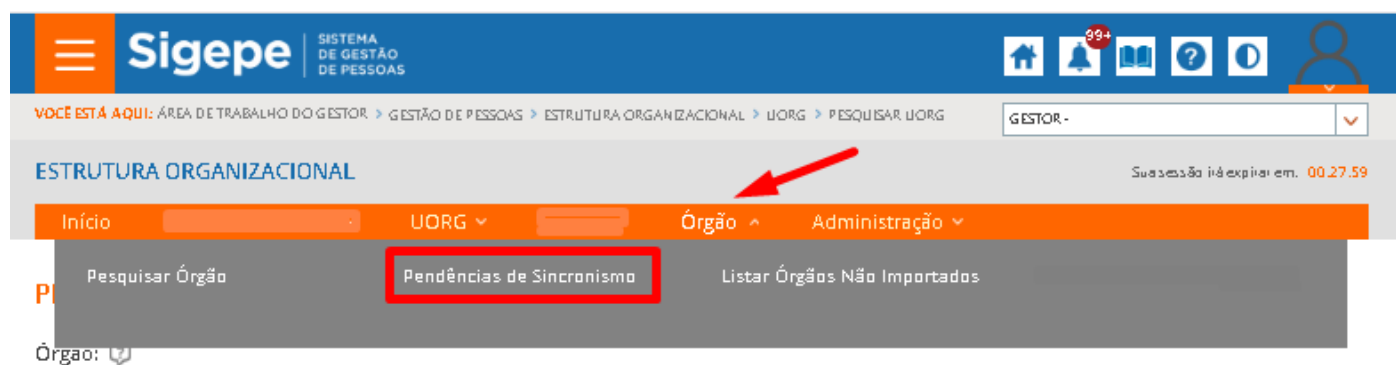 Sigepe
SISTEMA
DE GESTÃO
DE PESSOAS
99+
VOCÊ ESTÁ AQUI: ÁREA DE TRABALHO DO GESTOR > GESTÃO DE PESSOAS > ESTRUTURA ORGANIZACIONAL > UORG > PESQUISAR UORG
GESTOR -
ESTRUTURA ORGANIZACIONAL
Sua sessão irá expirar em. 00.27.59
Início UORG Órgão Administração
Pesquisar Órgão Pendências de Sincronismo Listar Órgãos Não Importados
Órgão: